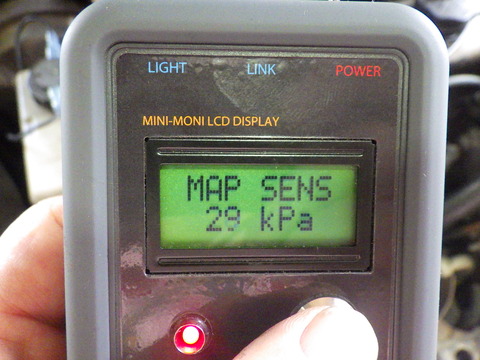 LIGHT LINK POWER
MINI-MONI LCD DISPLAY
MAP SENS
29 kPa